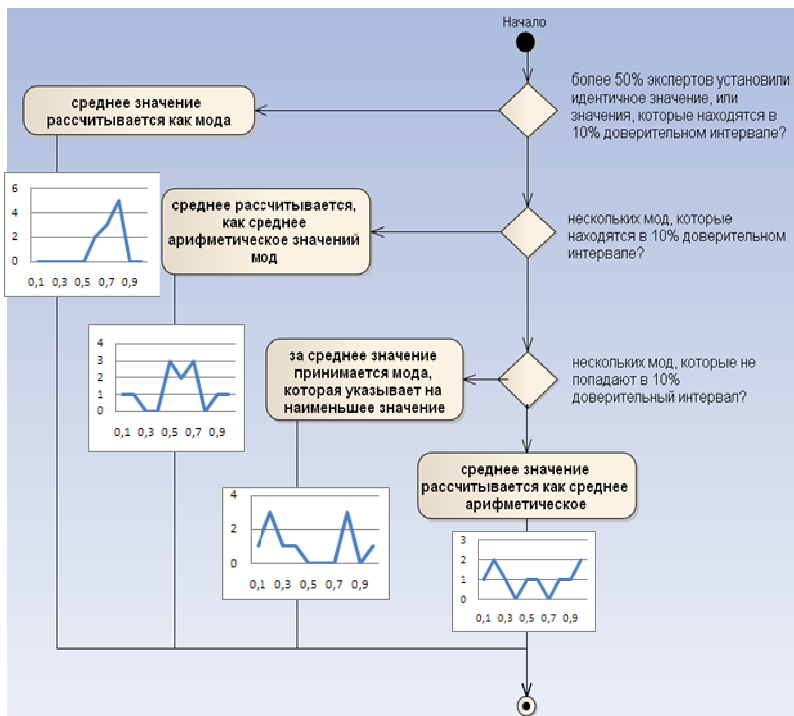 Начало
более 50% экспертов установили
идентичное значение, или
значения, которые находятся в
10% доверительном интервале?
среднее значение
рассчитывается как мода
6
4
2
0
0,1 0,3 0,5 0,7 0,9
среднее рассчитывается,
как среднее
арифметическое значений
мод
нескольких мод, которые
находятся в 10% доверительном
интервале?
4
3
2
1
0
0,1 0,3 0,5 0,7 0,9
за среднее значение
принимается мода,
которая указывает на
наименьшее значение
нескольких мод, которые не
попадают в 10%
доверительный интервал?
4
2
0
0,1 0,3 0,5 0,7 0,9
среднее значение
рассчитывается как среднее
арифметическое
3
2
1
0
0,1 0,3 0,5 0,7 0,9